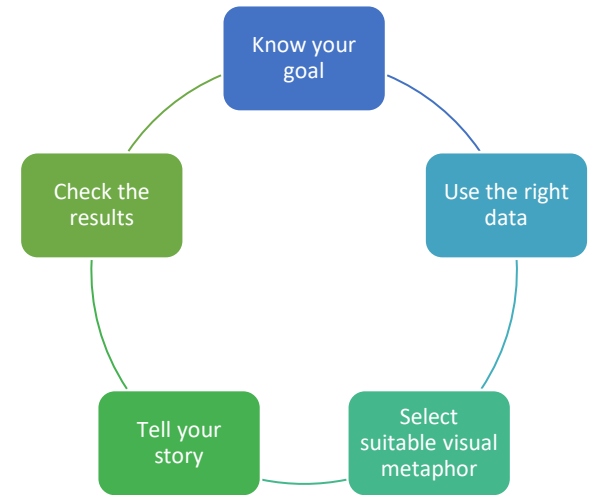 Know your
goal
Use the right
data
Select
suitable visual
metaphor
Tell your
story
Check the
results